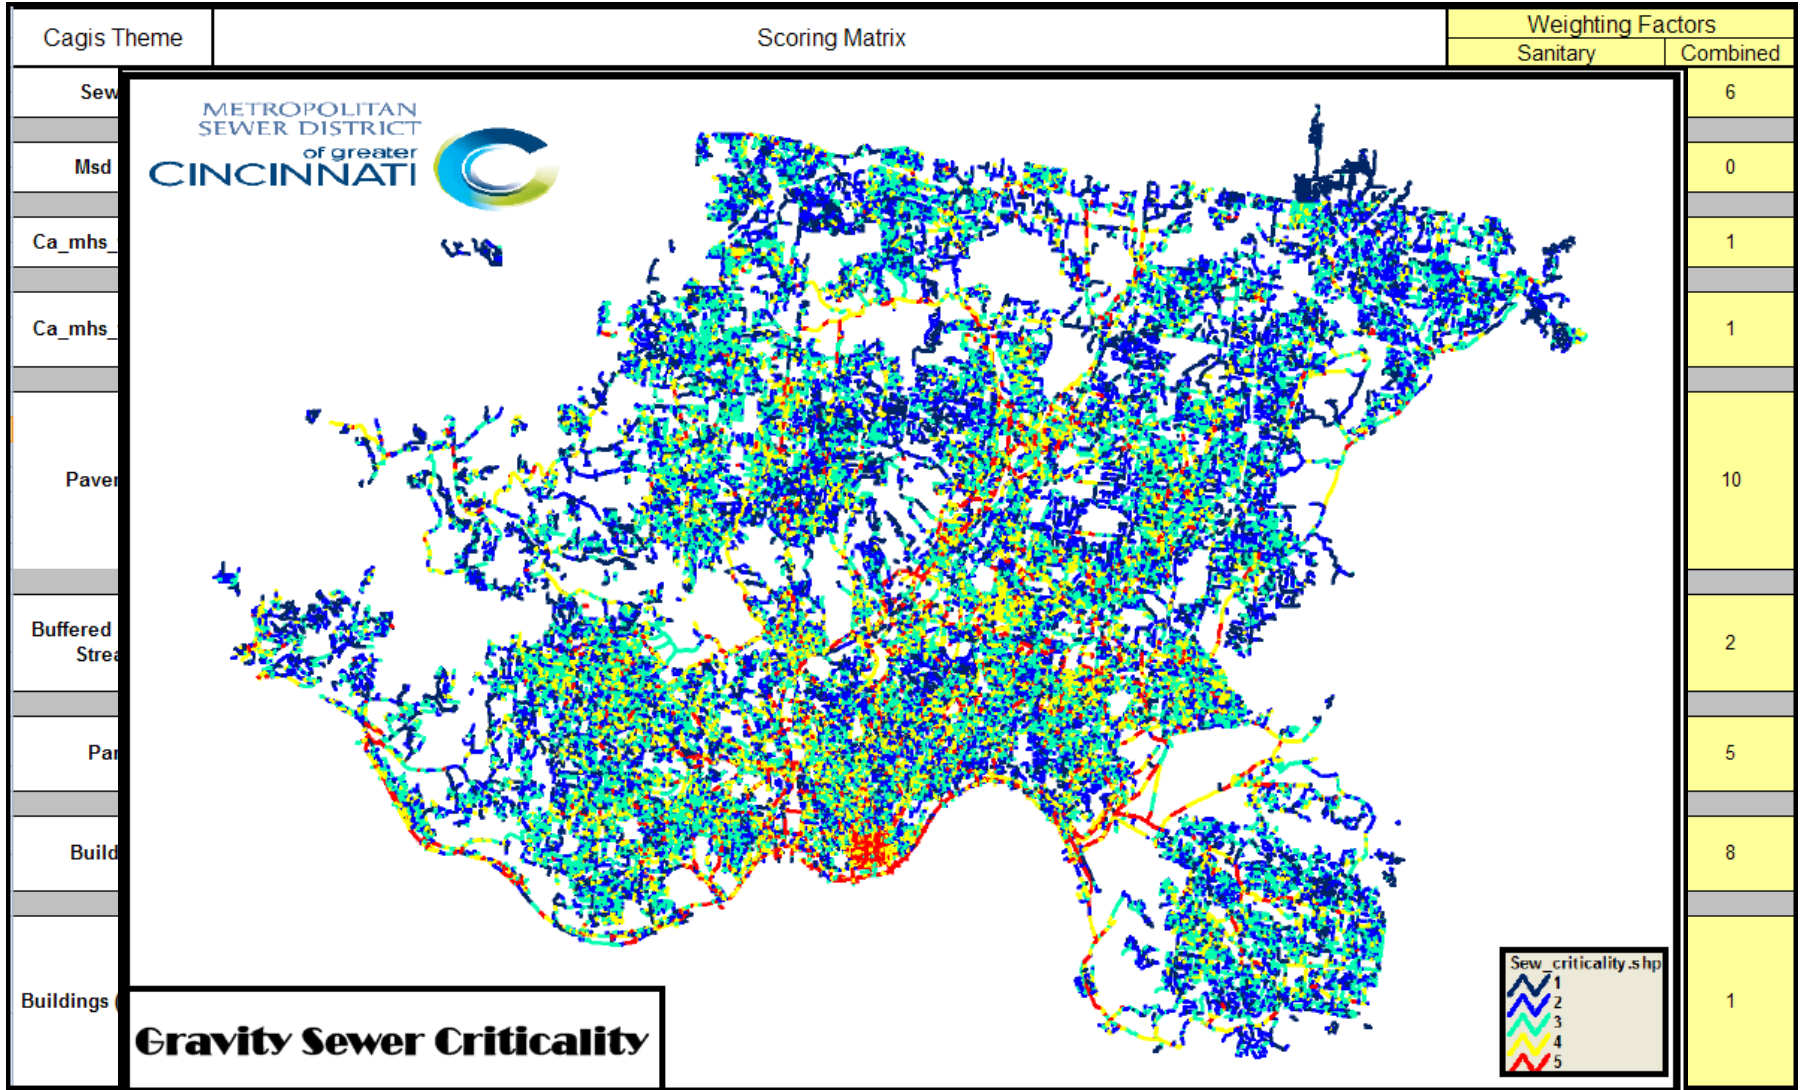 Cagis Theme
Scoring Matrix
Weighting Factors
Sanitary
Combined
Sew
6
Msd
0
Ca_mhs_
1
Ca_mhs_
1
Paver
10
Buffered
Strea
2
Par
5
Build
8
Buildings (
1
METROPOLITAN
SEWER DISTRICT
of greater
CINCINNATI
Gravity Sewer Criticality
Sew_criticality.shp
1
2
3
4
5